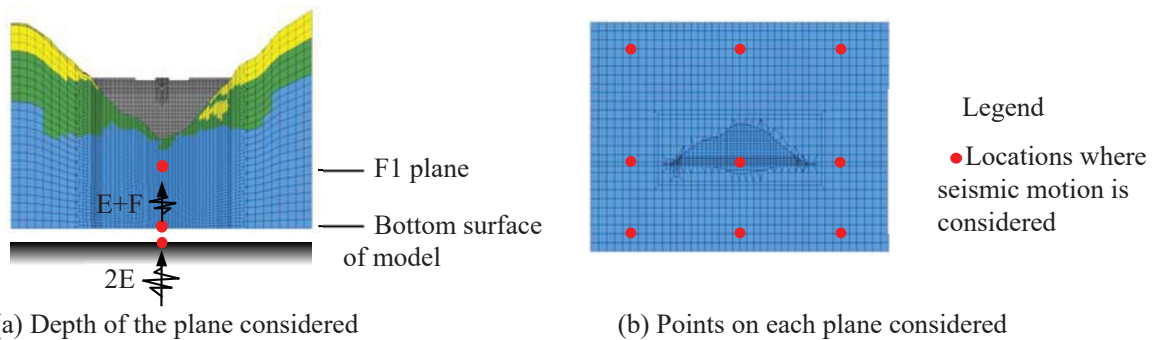 F1 plane
E+F
Bottom surface
of model
2E
(a) Depth of the plane considered
Legend
Locations where
seismic motion is
considered
(b) Points on each plane considered